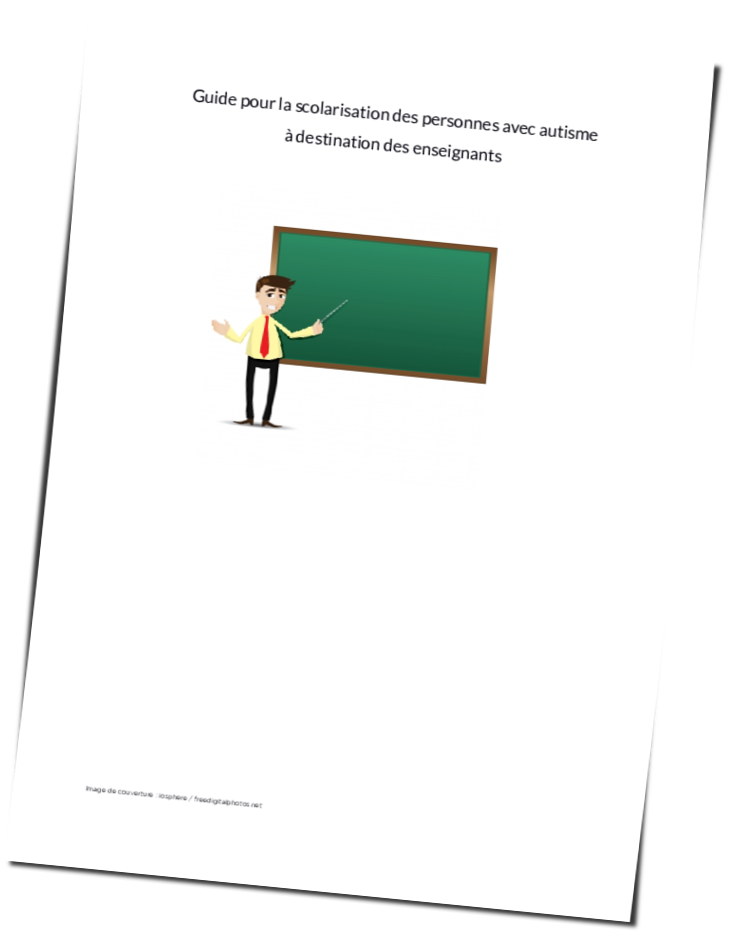 Guide pour la scolarisation des personnes avec autisme
à destination des enseignants
Image de couverture : iosphere / freedigitalphotos.net